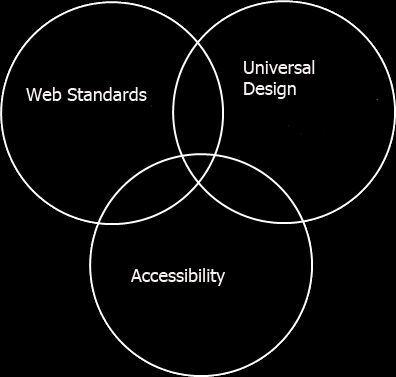 Universal
Design
Web Standards
Accessibility